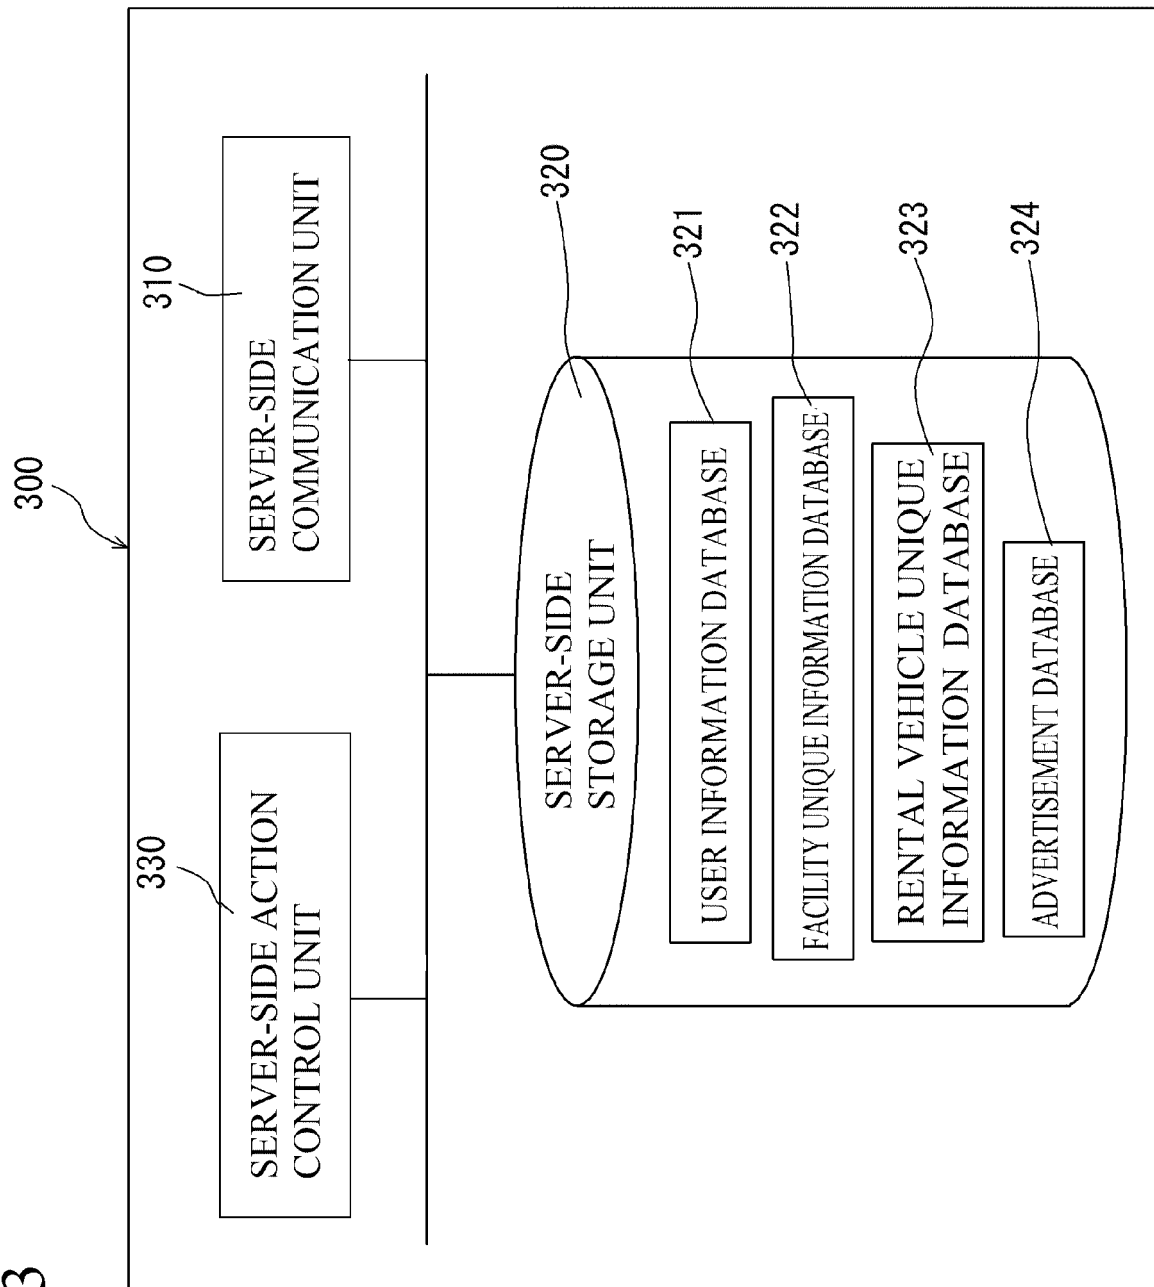 3
300
330
SERVER-SIDE ACTION
CONTROL UNIT
310
SERVER-SIDE
COMMUNICATION UNIT
320
SERVER-SIDE
STORAGE UNIT
321
USER INFORMATION DATABASE
322
FACILITY UNIQUE INFORMATION DATABASE
323
RENTAL VEHICLE UNIQUE
INFORMATION DATABASE
324
ADVERTISEMENT DATABASE